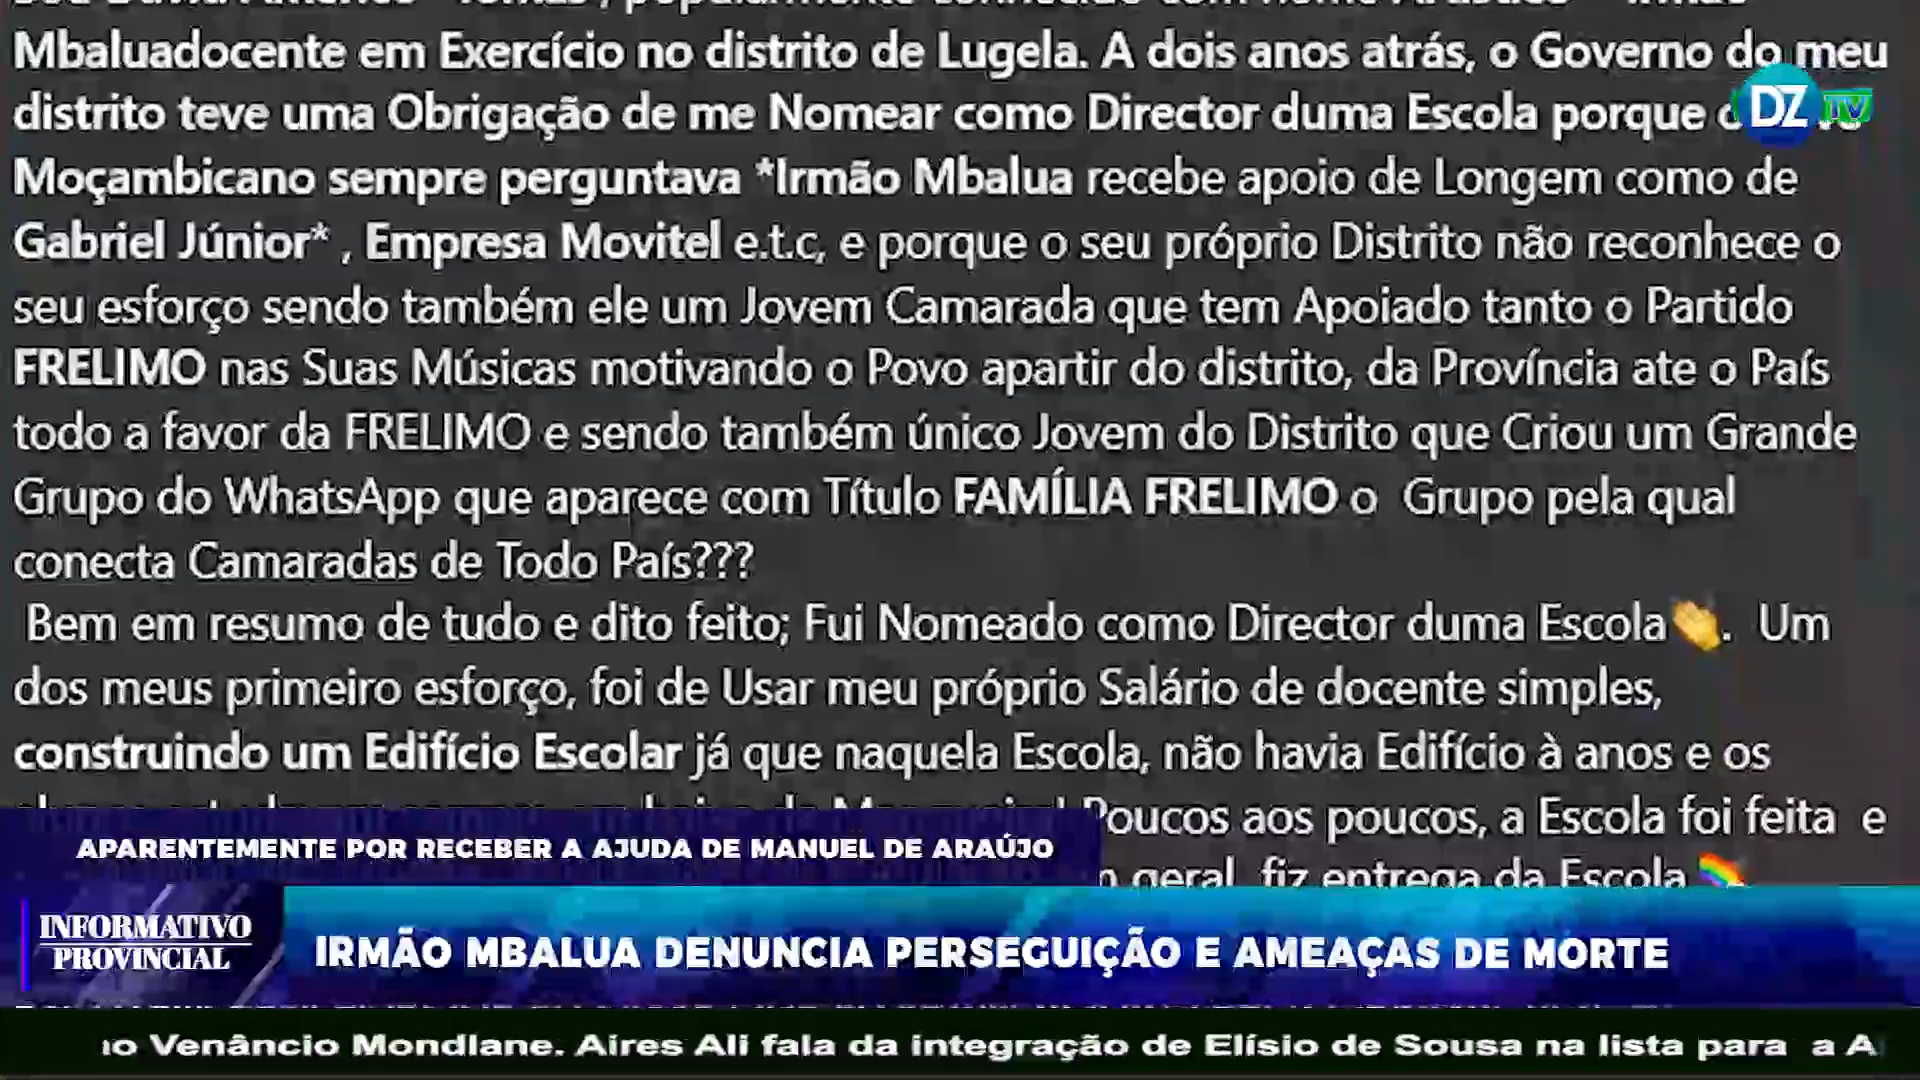 Mbaluadocente em Exercício no distrito de Lugela. A dois anos atrás, o Governo do meu
distrito teve uma Obrigação de me Nomear como Director duma Escola porque
DZ TV
Moçambicano sempre perguntava *Irmão Mbalua recebe apoio de Longem como de
Gabriel Júnior* , Empresa Movitel e.t.c, e porque o seu próprio Distrito não reconhece o
seu esforço sendo também ele um Jovem Camarada que tem Apoiado tanto o Partido
FRELIMO nas Suas Músicas motivando o Povo apartir do distrito, da Província ate o País
todo a favor da FRELIMO e sendo também único Jovem do Distrito que Criou um Grande
Grupo do WhatsApp que aparece com Título FAMÍLIA FRELIMO o Grupo pela qual
conecta Camaradas de Todo País???
Bem em resumo de tudo e dito feito; Fui Nomeado como Director duma Escola👏. Um
dos meus primeiro esforço, foi de Usar meu próprio Salário de docente simples,
construindo um Edifício Escolar já que naquela Escola, não havia Edifício à anos e os
Poucos aos poucos, a Escola foi feita e
geral, fiz entrega da Escola
APARENTEMENTE POR RECEBER A AJUDA DE MANUEL DE ARAÚJO
INFORMATIVO
PROVINCIAL
IRMÃO MBALUA DENUNCIA PERSEGUIÇÃO E AMEAÇAS DE MORTE
Venâncio Mondlane. Aires Ali fala da integração de Elísio de Sousa na lista para a A